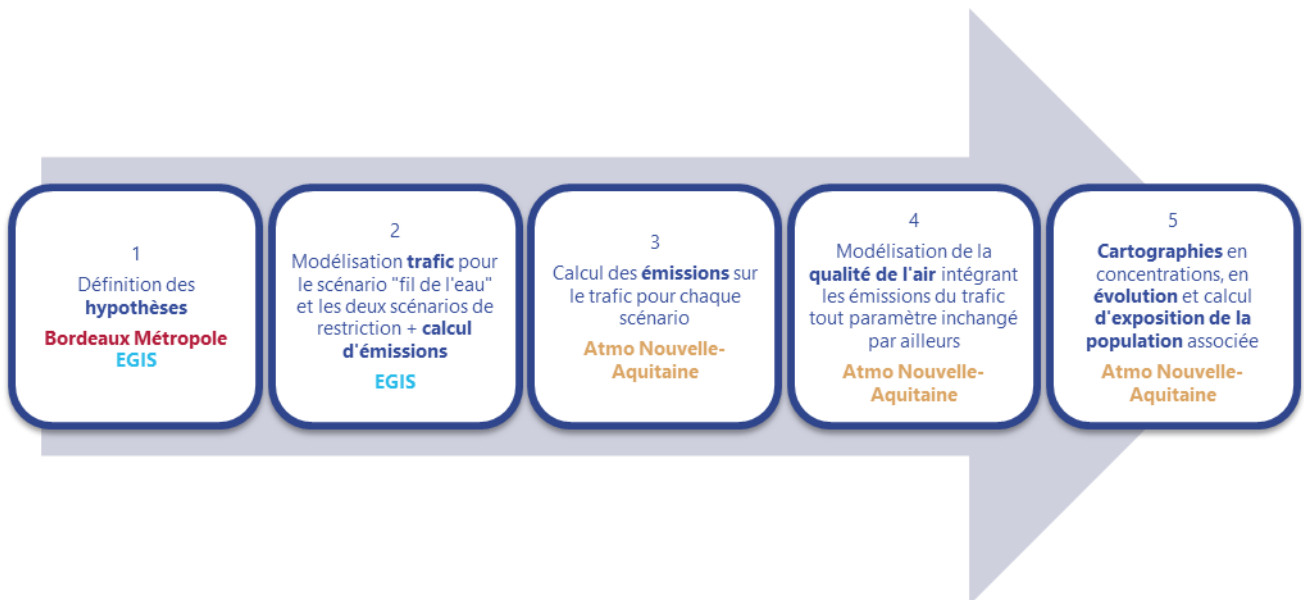 1
Définition des
hypothèses
Bordeaux Métropole
EGIS
2
Modélisation trafic pour
le scénario "fil de l'eau"
et les deux scénarios de
restriction + calcul
d'émissions
EGIS
3
Calcul des émissions sur
le trafic pour chaque
scénario
Atmo Nouvelle-
Aquitaine
4
Modélisation de la
qualité de l'air intégrant
les émissions du trafic
tout paramètre inchangé
par ailleurs
Atmo Nouvelle-
Aquitaine
5
Cartographies en
concentrations, en
évolution et calcul
d'exposition de la
population associée
Atmo Nouvelle-
Aquitaine